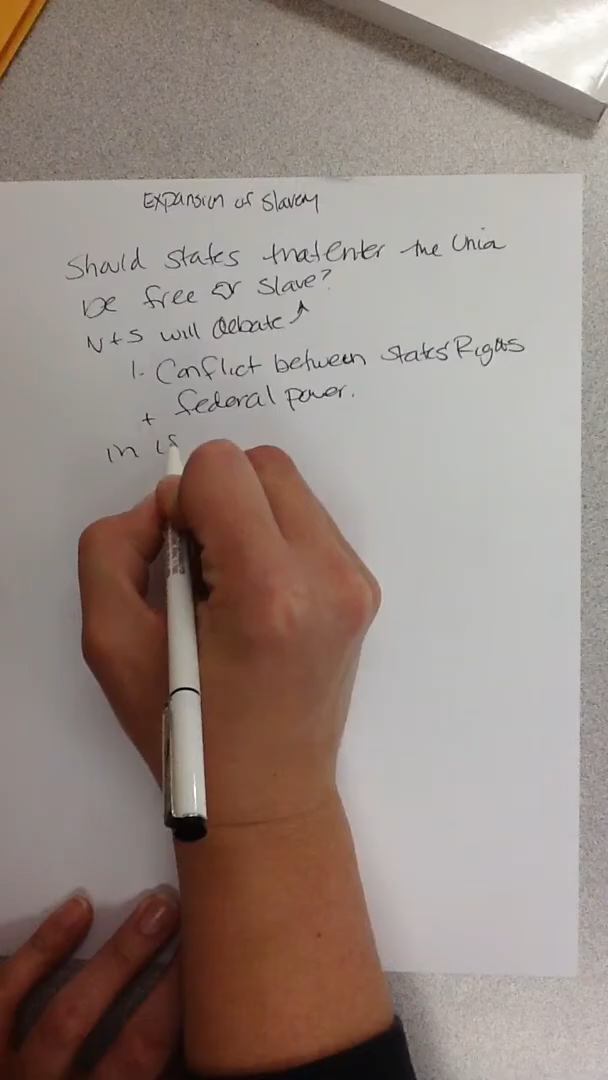 Expansion of Slavery
Should states that enter the Union
be free or slave?
N + S will debate
1. Conflict between states' Rights
+ federal power.
in